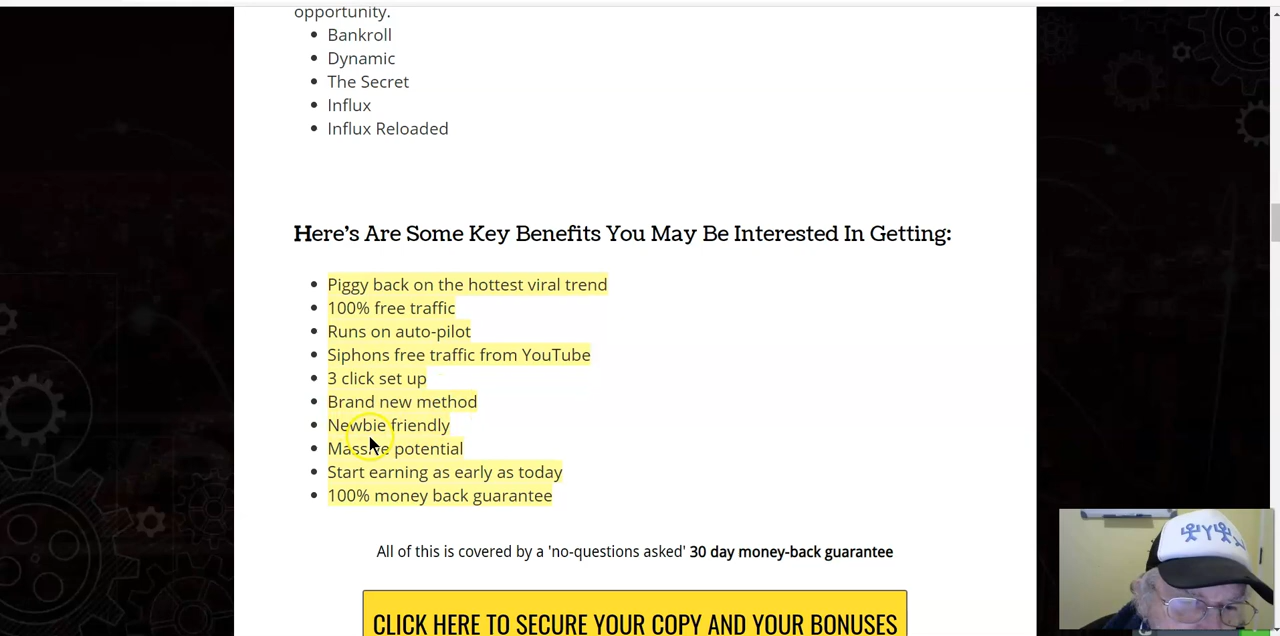 opportunity.
Bankroll
Dynamic
The Secret
Influx
Influx Reloaded
Here's Are Some Key Benefits You May Be Interested In Getting:
Piggy back on the hottest viral trend
100% free traffic
Runs on auto-pilot
Siphons free traffic from YouTube
3 click set up
Brand new method
Newbie friendly
Massive potential
Start earning as early as today
100% money back guarantee
All of this is covered by a 'no-questions asked' 30 day money-back guarantee
CLICK HERE TO SECURE YOUR COPY AND YOUR BONUSES